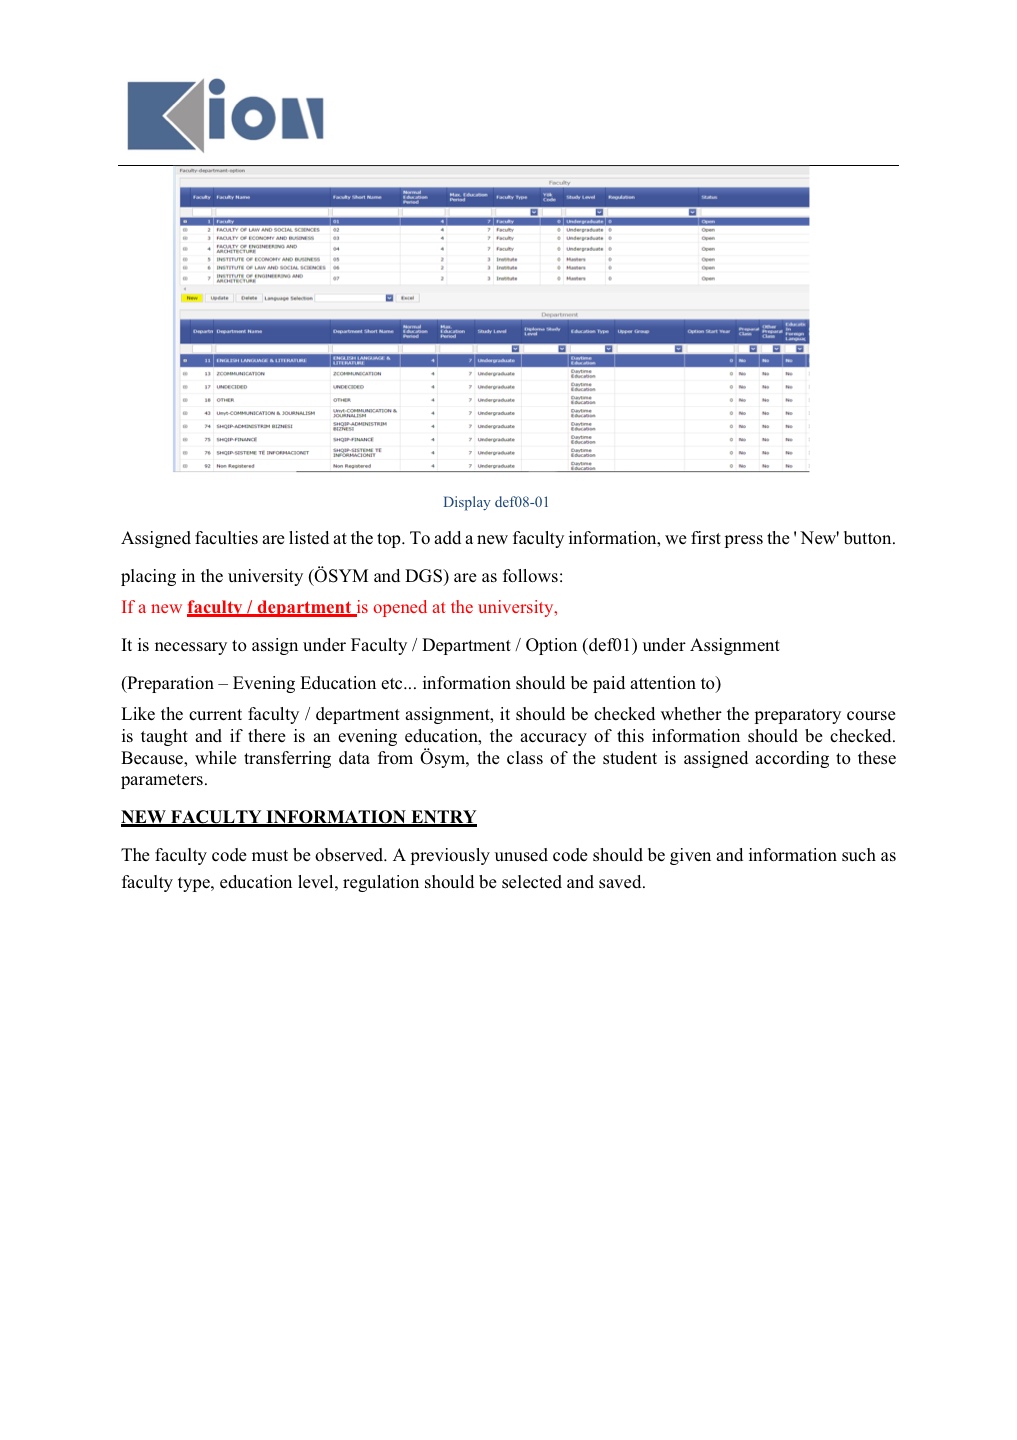 Kion
Faculty-department-option
Faculty
Faculty Faculty Name Faculty Short Name Normal Education Period Max. Education Period Faculty Type YÖK Code Study Level Regulation Status
1 Faculty 01 4 7 Faculty 0 Undergraduate 0 Open
2 FACULTY OF LAW AND SOCIAL SCIENCES 02 4 7 Faculty 0 Undergraduate 0 Open
3 FACULTY OF ECONOMY AND BUSINESS 03 4 7 Faculty 0 Undergraduate 0 Open
4 FACULTY OF ENGINEERING AND ARCHITECTURE 04 4 7 Faculty 0 Undergraduate 0 Open
5 INSTITUTE OF ECONOMY AND BUSINESS 05 2 3 Institute 0 Masters 0 Open
6 INSTITUTE OF LAW AND SOCIAL SCIENCES 06 2 3 Institute 0 Masters 0 Open
7 INSTITUTE OF ENGINEERING AND ARCHITECTURE 07 2 3 Institute 0 Masters 0 Open
New Update Delete Language Selection Excel
Department
Departm Department Name Department Short Name Normal Education Period Max. Education Period Study Level Diploma Study Level Education Type Upper Group Option Start Year Preparat Class Other Preparat Class Educatio in Foreign Languag
11 ENGLISH LANGUAGE & LITERATURE ENGLISH LANGUAGE & LITERATURE 4 7 Undergraduate Daytime Education 0 No No No
13 ZCOMMUNICATION ZCOMMUNICATION 4 7 Undergraduate Daytime Education 0 No No No
17 UNDECIDED UNDECIDED 4 7 Undergraduate Daytime Education 0 No No No
18 OTHER OTHER 4 7 Undergraduate Daytime Education 0 No No No
43 Unyt-COMMUNICATION & JOURNALISM Unyt-COMMUNICATION & JOURNALISM 4 7 Undergraduate Daytime Education 0 No No No
74 SHQIP-ADMINISTRIM BIZNESI SHQIP-ADMINISTRIM BIZNESI 4 7 Undergraduate Daytime Education 0 No No No
75 SHQIP-FINANCË SHQIP-FINANCË 4 7 Undergraduate Daytime Education 0 No No No
76 SHQIP-SISTEME TË INFORMACIONIT SHQIP-SISTEME TË INFORMACIONIT 4 7 Undergraduate Daytime Education 0 No No No
92 Non Registered Non Registered 4 7 Undergraduate Daytime Education 0 No No No
Display def08-01
Assigned faculties are listed at the top. To add a new faculty information, we first press the ' New' button.
placing in the university (ÖSYM and DGS) are as follows:
If a new faculty / department is opened at the university,
It is necessary to assign under Faculty / Department / Option (def01) under Assignment
(Preparation – Evening Education etc... information should be paid attention to)
Like the current faculty / department assignment, it should be checked whether the preparatory course
is taught and if there is an evening education, the accuracy of this information should be checked.
Because, while transferring data from Ösym, the class of the student is assigned according to these
parameters.
NEW FACULTY INFORMATION ENTRY
The faculty code must be observed. A previously unused code should be given and information such as
faculty type, education level, regulation should be selected and saved.